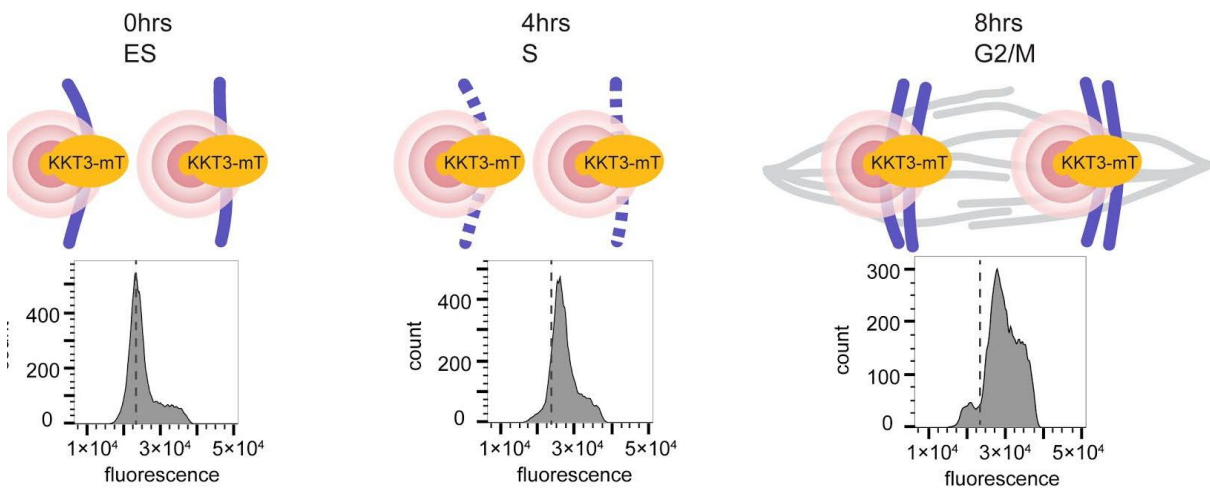 0hrs
ES
4hrs
S
8hrs
G2/M
KKT3-mT
KKT3-mT
KKT3-mT
KKT3-mT
KKT3-mT
KKT3-mT
400
200
0
1×10⁴ 3×10⁴ 5×10⁴
fluorescence
count
400
200
0
1×10⁴ 3×10⁴ 5×10⁴
fluorescence
count
300
200
100
0
1×10⁴ 3×10⁴ 5×10⁴
fluorescence